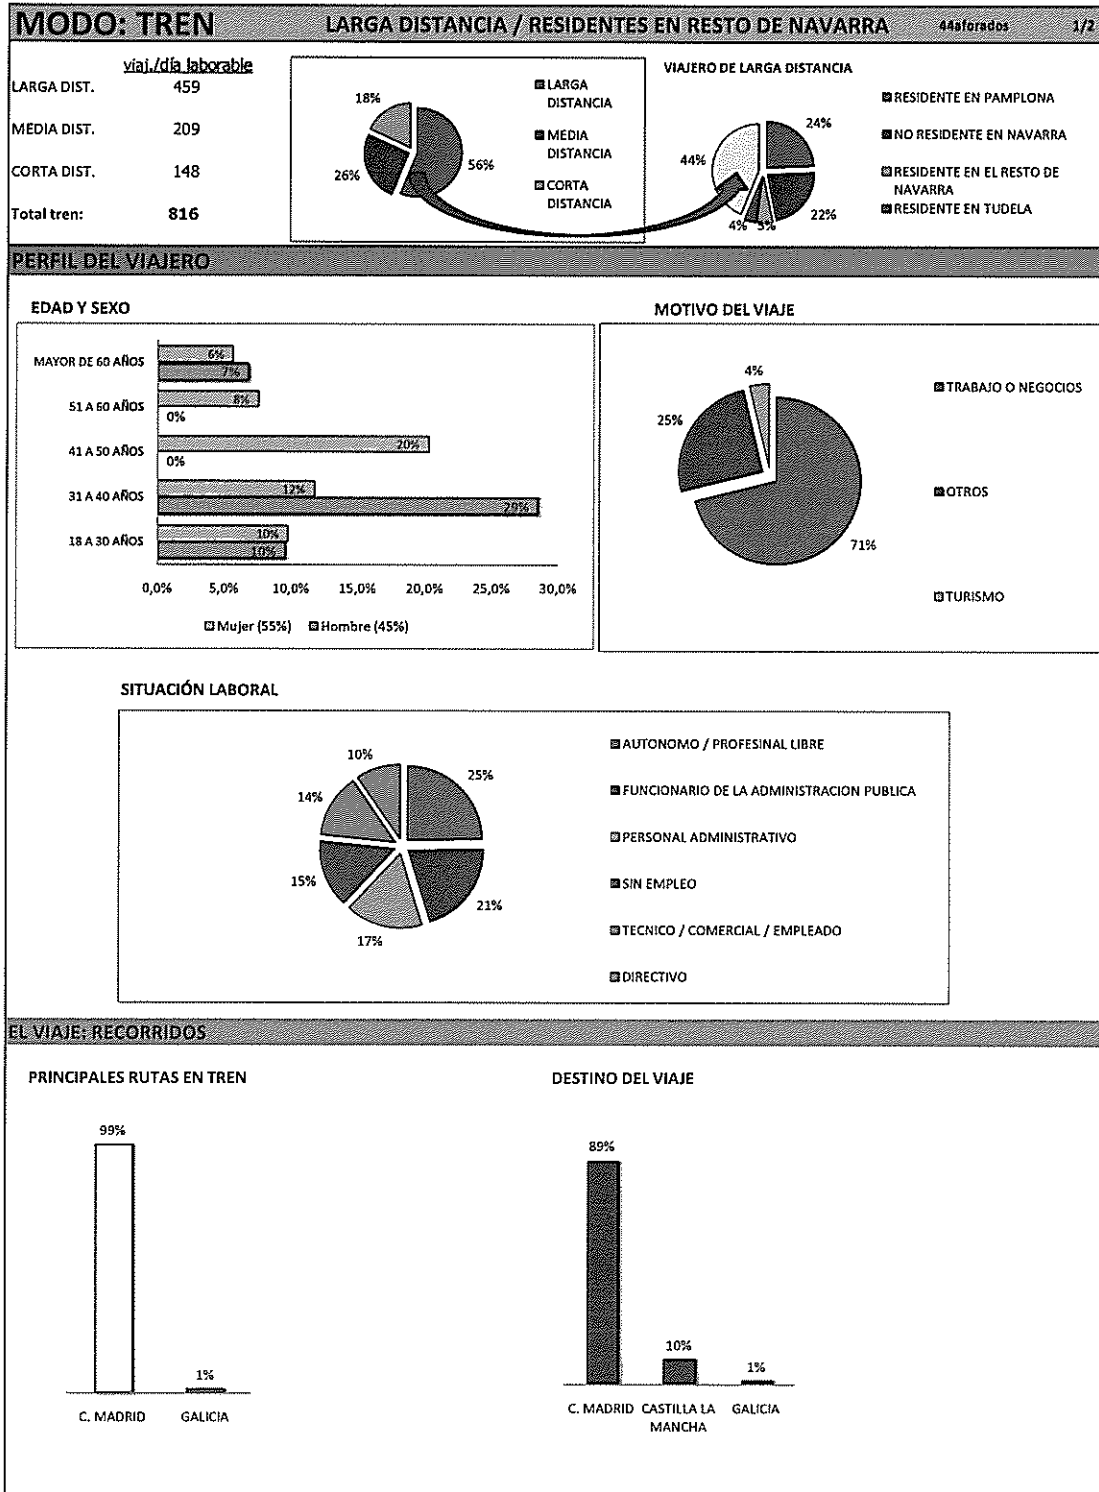 MODO: TREN LARGA DISTANCIA / RESIDENTES EN RESTO DE NAVARRA 44aforados 1/2
viaj./día laborable
LARGA DIST. 459
MEDIA DIST. 209
CORTA DIST. 148
Total tren: 816
18%
26%
56%
LARGA
DISTANCIA
MEDIA
DISTANCIA
CORTA
DISTANCIA
VIAJERO DE LARGA DISTANCIA
44%
24%
22%
4%
RESIDENTE EN PAMPLONA
NO RESIDENTE EN NAVARRA
RESIDENTE EN EL RESTO DE
NAVARRA
RESIDENTE EN TUDELA
PERFIL DEL VIAJERO
EDAD Y SEXO
MAYOR DE 60 AÑOS 6%
7%
51 A 60 AÑOS 8%
0%
41 A 50 AÑOS 20%
0%
31 A 40 AÑOS 12%
29%
18 A 30 AÑOS 10%
10%
0,0% 5,0% 10,0% 15,0% 20,0% 25,0% 30,0%
Mujer (55%) Hombre (45%)
MOTIVO DEL VIAJE
4%
25%
71%
TRABAJO O NEGOCIOS
OTROS
TURISMO
SITUACIÓN LABORAL
10%
25%
14%
15%
21%
17%
AUTONOMO / PROFESINAL LIBRE
FUNCIONARIO DE LA ADMINISTRACION PUBLICA
PERSONAL ADMINISTRATIVO
SIN EMPLEO
TECNICO / COMERCIAL / EMPLEADO
DIRECTIVO
EL VIAJE: RECORRIDOS
PRINCIPALES RUTAS EN TREN
99%
1%
C. MADRID GALICIA
DESTINO DEL VIAJE
89%
10%
1%
C. MADRID CASTILLA LA GALICIA
MANCHA